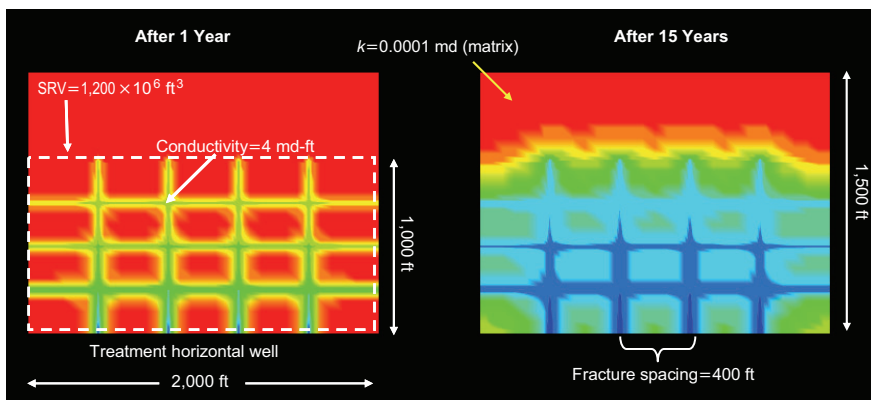 After 1 Year
k=0.0001 md (matrix)
After 15 Years
SRV=1,200×10⁶ ft³
Conductivity=4 md-ft
1,000 ft
1,500 ft
Treatment horizontal well
2,000 ft
Fracture spacing=400 ft